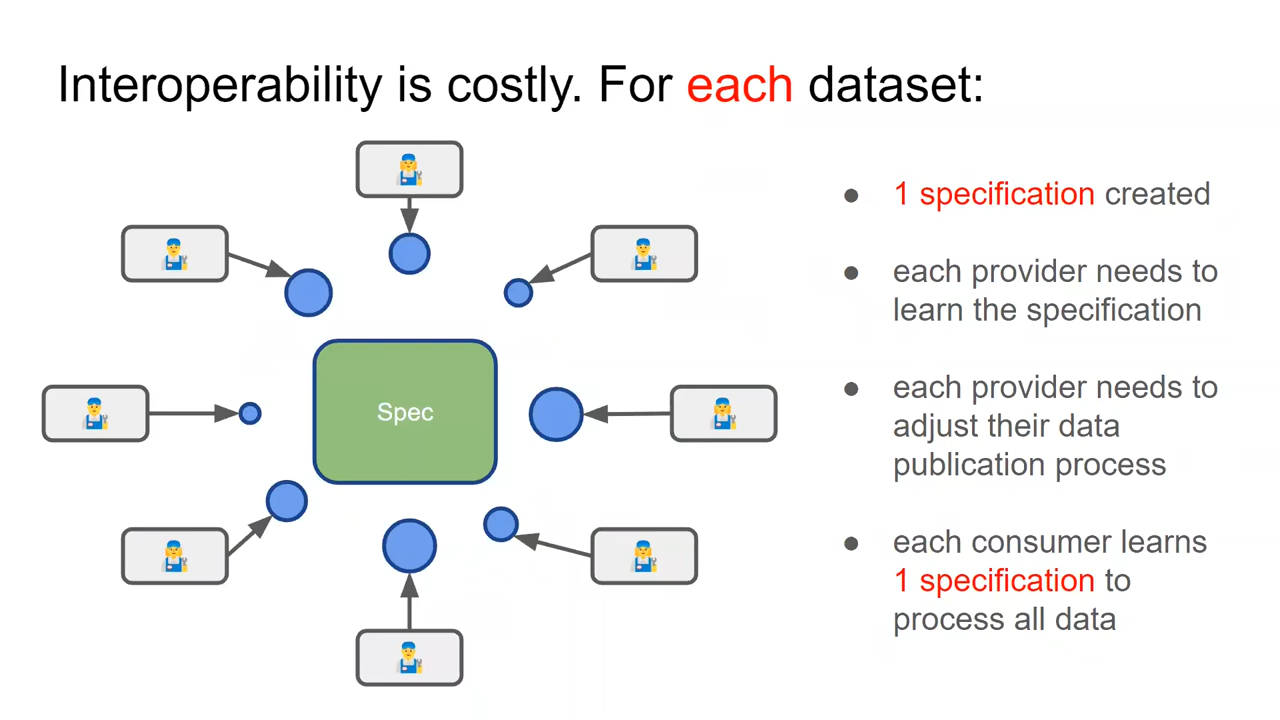 Interoperability is costly. For each dataset:
Spec
● 1 specification created
● each provider needs to
learn the specification
● each provider needs to
adjust their data
publication process
● each consumer learns
1 specification to
process all data